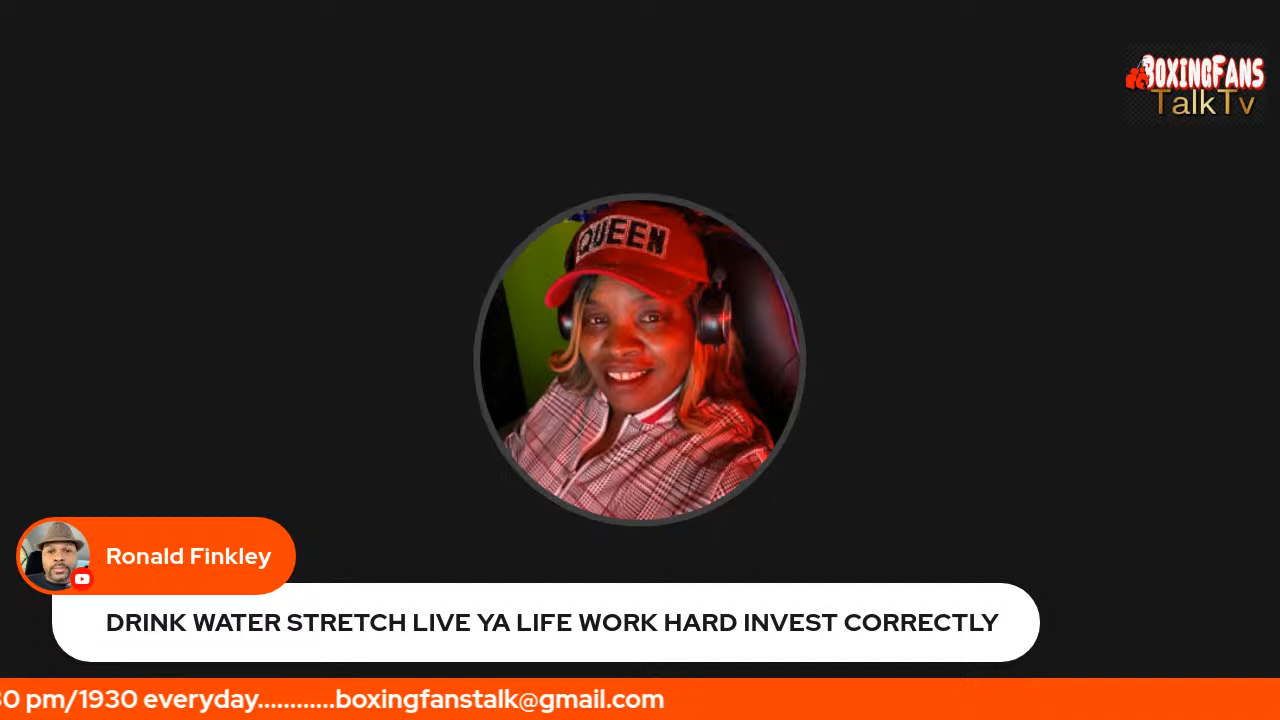 BOXINGFANS
TalkTv
QUEEN
Ronald Finkley
DRINK WATER STRETCH LIVE YA LIFE WORK HARD INVEST CORRECTLY
30 pm/1930 everyday............boxingfanstalk@gmail.com